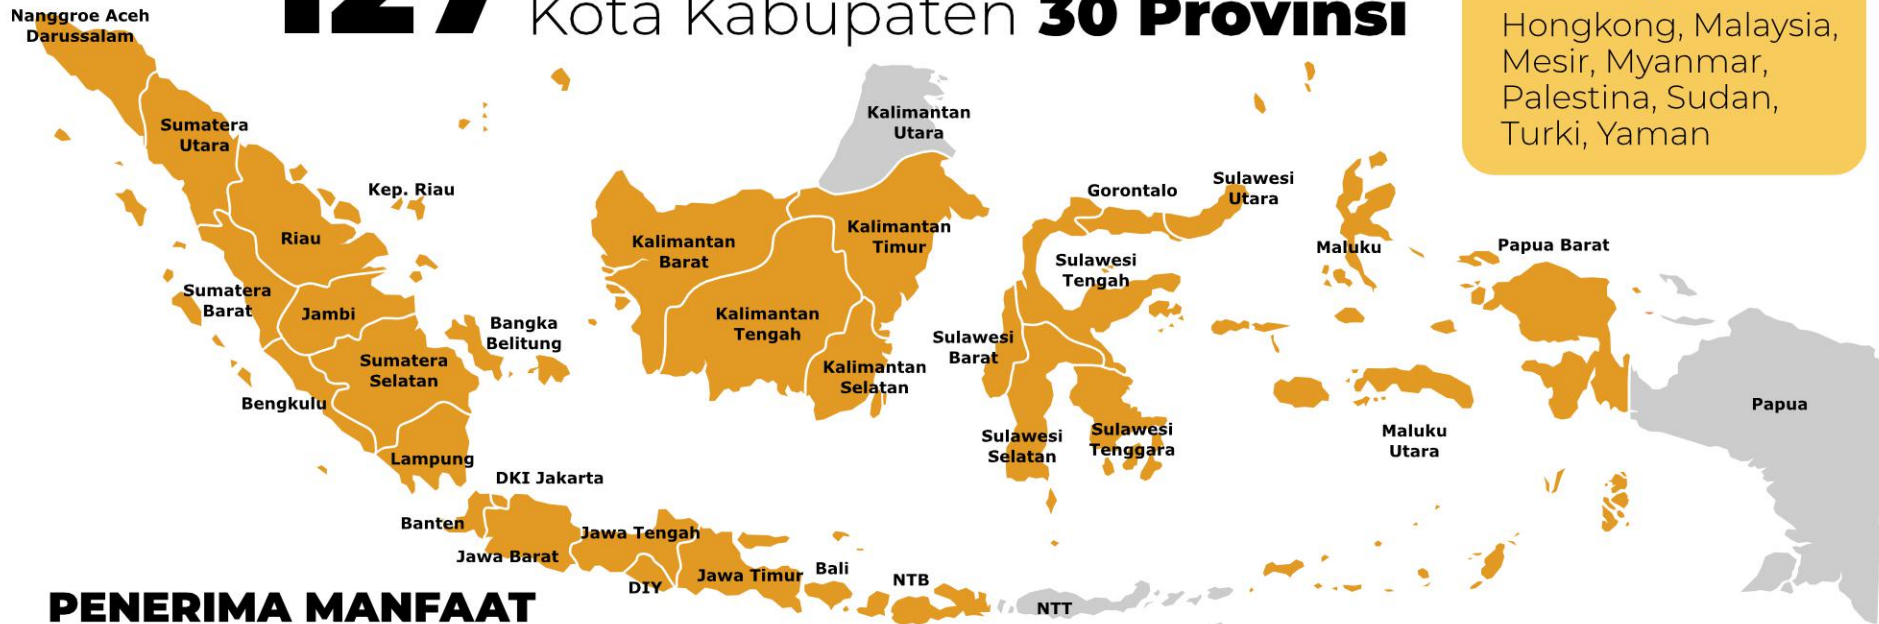 127 Kota Kabupaten 30 Provinsi
Hongkong, Malaysia,
Mesir, Myanmar,
Palestina, Sudan,
Turki, Yaman
Nanggroe Aceh
Darussalam
Sumatera
Utara
Kep. Riau
Riau
Sumatera
Barat
Jambi
Bangka
Belitung
Sumatera
Selatan
Bengkulu
Lampung
Kalimantan
Utara
Kalimantan
Barat
Kalimantan
Timur
Kalimantan
Tengah
Kalimantan
Selatan
Gorontalo
Sulawesi
Utara
Sulawesi
Tengah
Sulawesi
Barat
Sulawesi
Selatan
Sulawesi
Tenggara
Maluku
Papua Barat
Papua
Maluku
Utara
DKI Jakarta
Banten
Jawa Barat
Jawa Tengah
DIY
Jawa Timur
Bali
NTB
NTT
PENERIMA MANFAAT